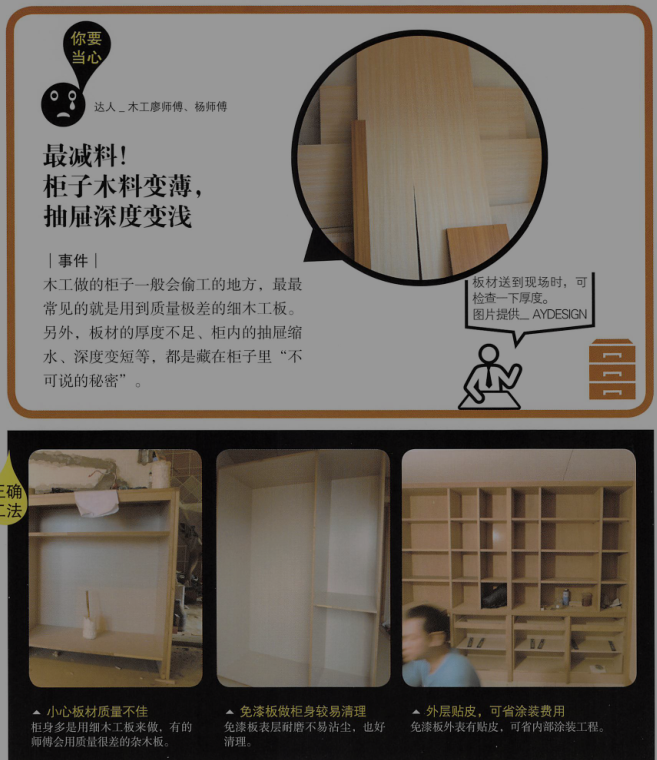 你要
当心
达人 _ 木工廖师傅、杨师傅
最减料！
柜子木料变薄，
抽屉深度变浅
｜事件｜
木工做的柜子一般会偷工的地方，最最
常见的就是用到质量极差的细木工板。
另外，板材的厚度不足、柜内的抽屉缩
水、深度变短等，都是藏在柜子里“不
可说的秘密”。
板材送到现场时，可
检查一下厚度。
图片提供__ AYDESIGN
正确
工法
小心板材质量不佳
柜身多是用细木工板来做，有的
师傅会用质量很差的杂木板。
免漆板做柜身较易清理
免漆板表层耐磨不易沾尘，也好
清理。
外层贴皮，可省涂装费用
免漆板外表有贴皮，可省内部涂装工程。